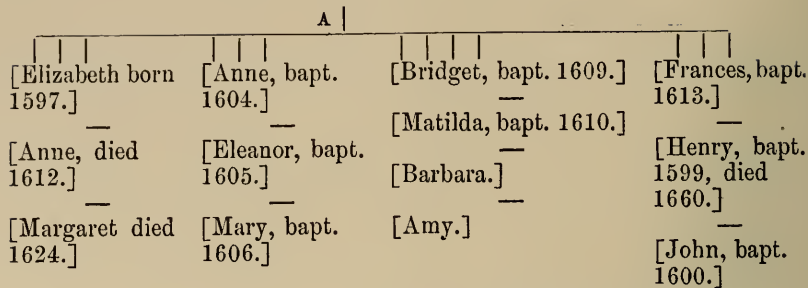 A
[Elizabeth born
1597.]
[Anne, died
1612.]
[Margaret died
1624.]
[Anne, bapt.
1604.]
[Eleanor, bapt.
1605.]
[Mary, bapt.
1606.]
[Bridget, bapt. 1609.]
[Matilda, bapt. 1610.]
[Barbara.]
[Amy.]
[Frances, bapt.
1613.]
[Henry, bapt.
1599, died
1660.]
[John, bapt.
1600.]